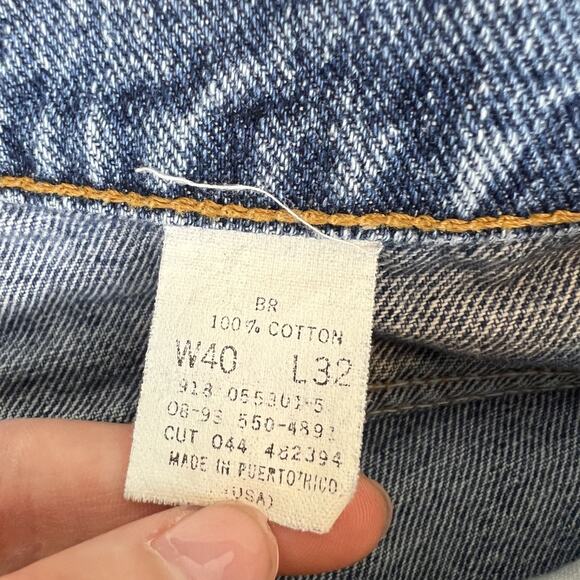 BR
100% COTTON
W40 L32
918 055301-5
08-93 550-4891
CUT 044 482394
MADE IN PUERTO RICO
(USA)